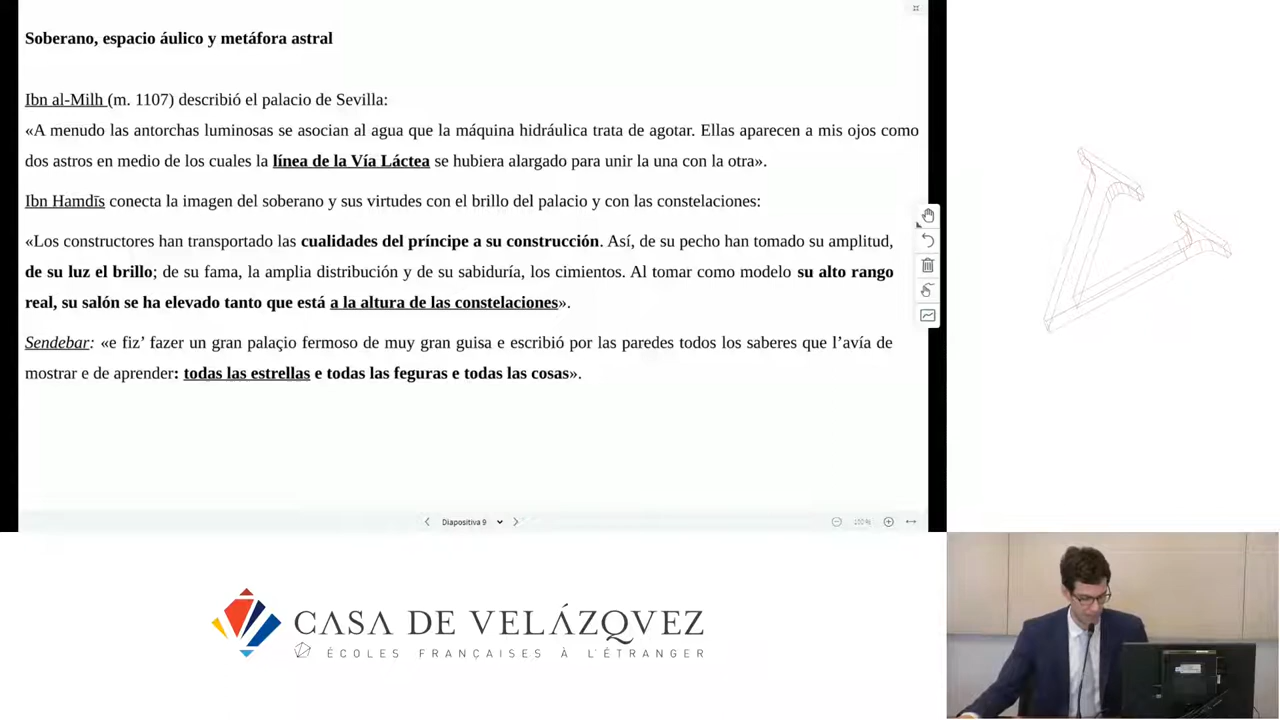 Soberano, espacio áulico y metáfora astral
Ibn al-Milh (m. 1107) describió el palacio de Sevilla:
«A menudo las antorchas luminosas se asocian al agua que la máquina hidráulica trata de agotar. Ellas aparecen a mis ojos como
dos astros en medio de los cuales la línea de la Vía Láctea se hubiera alargado para unir la una con la otra».
Ibn Hamdīs conecta la imagen del soberano y sus virtudes con el brillo del palacio y con las constelaciones:
«Los constructores han transportado las cualidades del príncipe a su construcción. Así, de su pecho han tomado su amplitud,
de su luz el brillo; de su fama, la amplia distribución y de su sabiduría, los cimientos. Al tomar como modelo su alto rango
real, su salón se ha elevado tanto que está a la altura de las constelaciones».
Sendebar: «e fiz’ fazer un gran palaçio fermoso de muy gran guisa e escribió por las paredes todos los saberes que l’avía de
mostrar e de aprender: todas las estrellas e todas las feguras e todas las cosas».
Diapositiva 9
CASA DE VELÁZQVEZ
ÉCOLES FRANÇAISES À L'ÉTRANGER